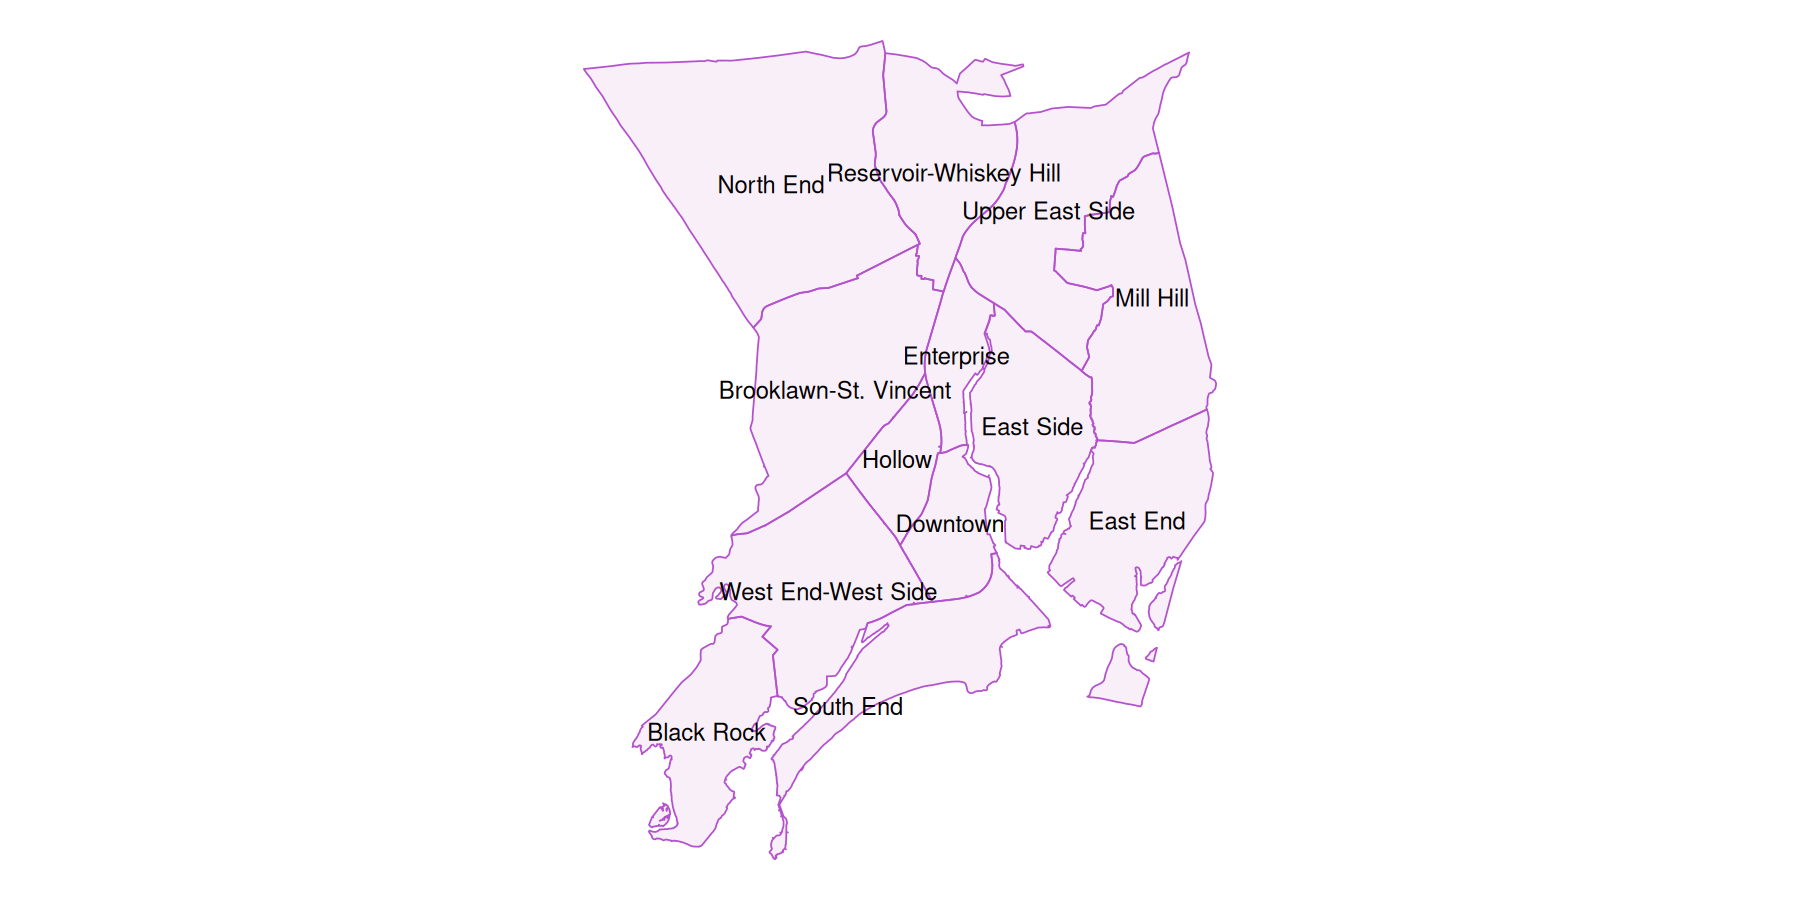 Reservoir-Whiskey Hill
North End
Upper East Side
Mill Hill
Enterprise
Brooklawn-St. Vincent
East Side
Hollow
East End
Downtown
West End-West Side
South End
Black Rock